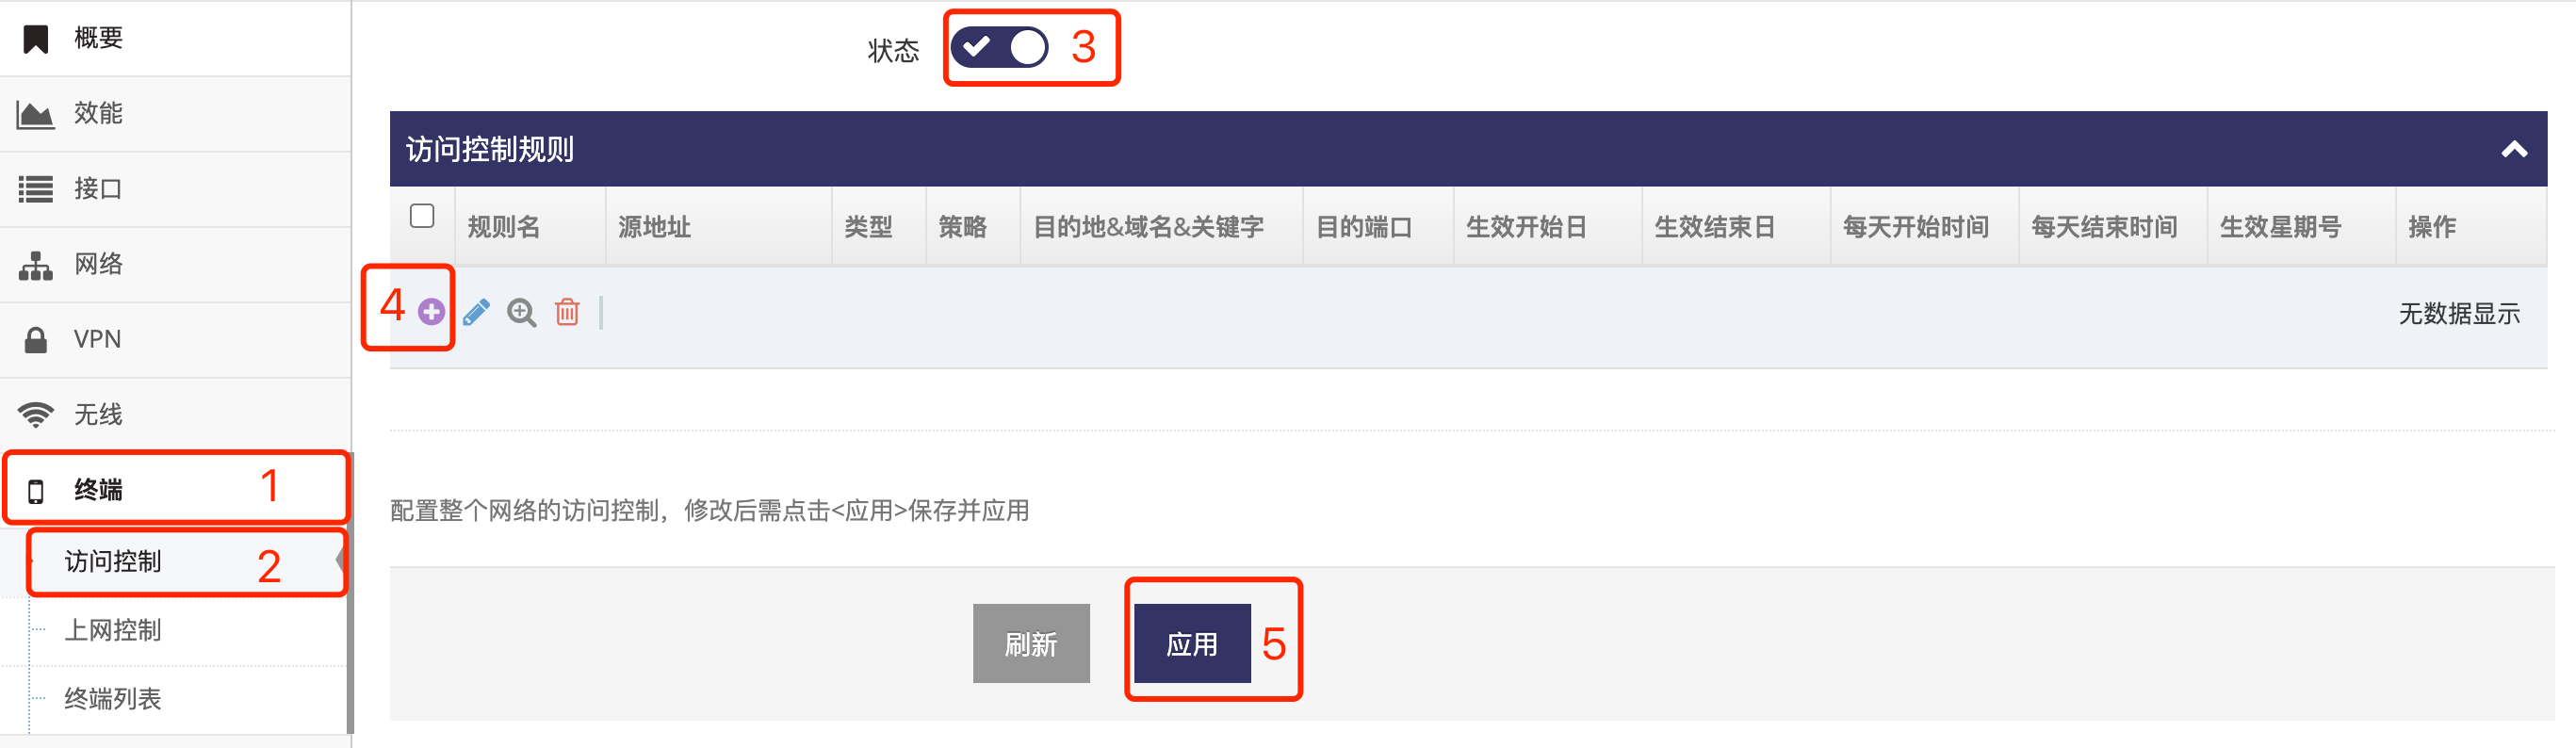 概要
效能
接口
网络
VPN
无线
终端 1
访问控制 2
上网控制
终端列表
状态 3
访问控制规则
规则名 源地址 类型 策略 目的地&域名&关键字 目的端口 生效开始日 生效结束日 每天开始时间 每天结束时间 生效星期号 操作
4 无数据显示
配置整个网络的访问控制，修改后需点击<应用>保存并应用
刷新 应用 5